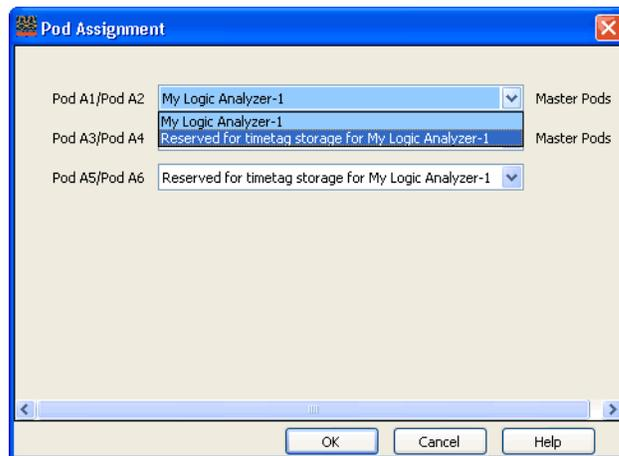 Pod Assignment
Pod A1/Pod A2 My Logic Analyzer-1 Master Pods
My Logic Analyzer-1
Pod A3/Pod A4 Reserved for timetag storage for My Logic Analyzer-1 Master Pods
Pod A5/Pod A6 Reserved for timetag storage for My Logic Analyzer-1
OK Cancel Help